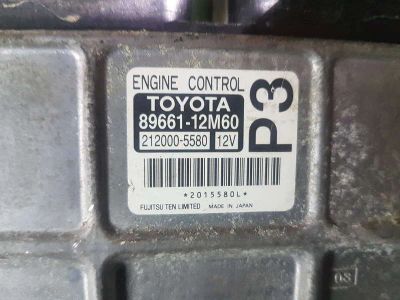 ENGINE CONTROL
TOYOTA
89661-12M60
212000-5580 12V
P3
*2015580L*
FUJITSU TEN LIMITED MADE IN JAPAN